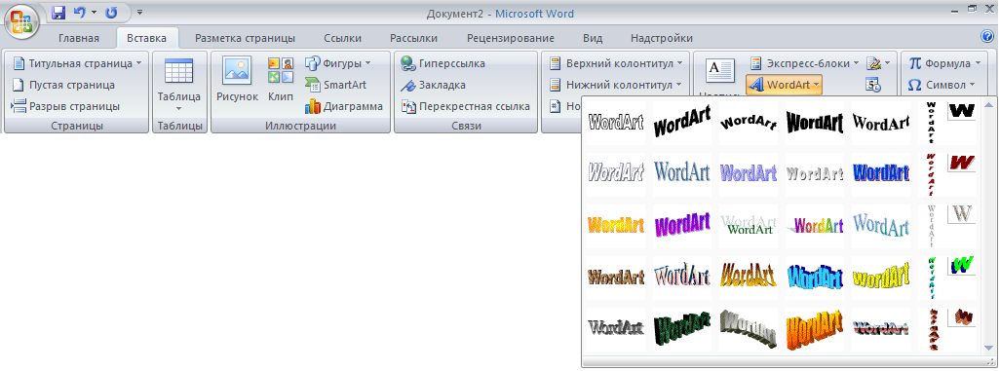 Документ2 - Microsoft Word
Главная Вставка Разметка страницы Ссылки Рассылки Рецензирование Вид Надстройки
Титульная страница
Пустая страница
Разрыв страницы
Страницы
Таблица
Таблицы
Рисунок
Клип
Фигуры
SmartArt
Диаграмма
Иллюстрации
Гиперссылка
Закладка
Перекрестная ссылка
Связи
Верхний колонтитул
Нижний колонтитул
Но
Экспресс-блоки
WordArt
Формула
Символ
WordArt WordArt WordArt WordArt WordArt WordArt W
WordArt WordArt WordArt WordArt WordArt WordArt W
WordArt WordArt WordArt WordArt WordArt WordArt W
WordArt WordArt WordArt WordArt WordArt WordArt W
WordArt WordArt WordArt WordArt WordArt WordArt W